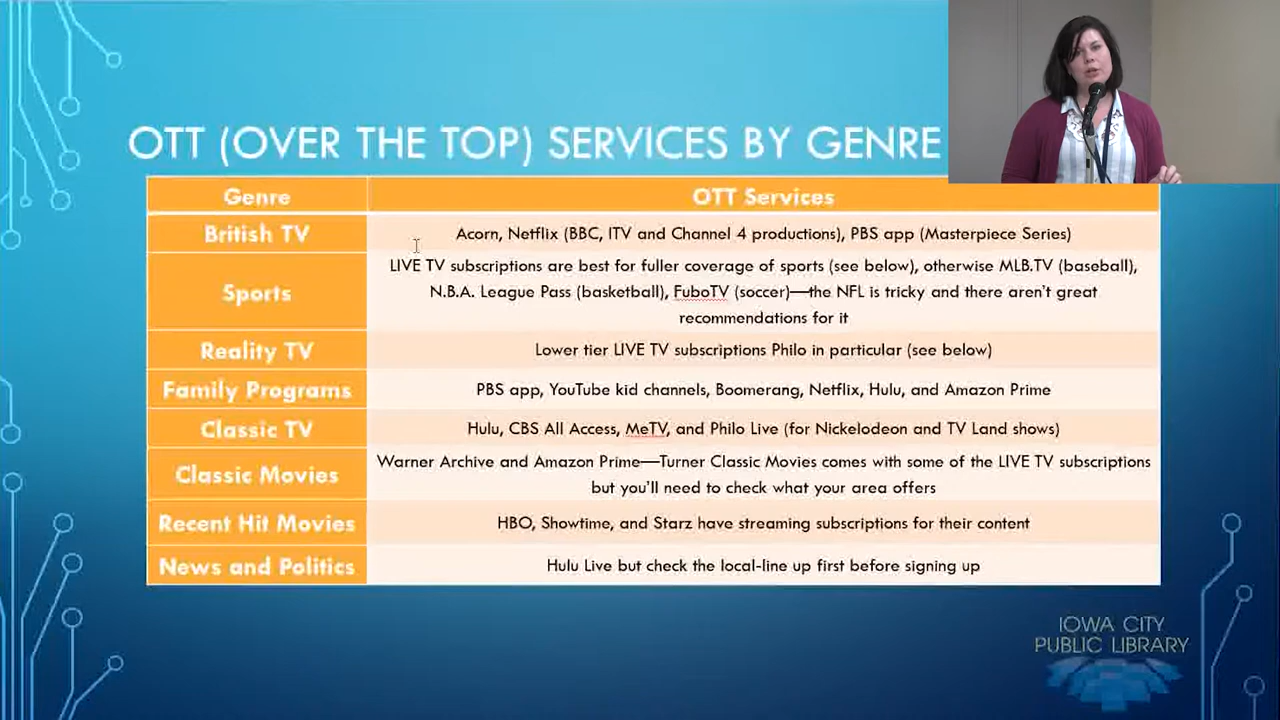 OTT (OVER THE TOP) SERVICES BY GENRE
Genre
OTT Services
British TV
Acorn, Netflix (BBC, ITV and Channel 4 productions), PBS app (Masterpiece Series)
Sports
LIVE TV subscriptions are best for fuller coverage of sports (see below), otherwise MLB.TV (baseball),
N.B.A. League Pass (basketball), FuboTV (soccer)—the NFL is tricky and there aren't great
recommendations for it
Reality TV
Lower tier LIVE TV subscriptions Philo in particular (see below)
Family Programs
PBS app, YouTube kid channels, Boomerang, Netflix, Hulu, and Amazon Prime
Classic TV
Hulu, CBS All Access, MeTV, and Philo Live (for Nickelodeon and TV Land shows)
Classic Movies
Warner Archive and Amazon Prime—Turner Classic Movies comes with some of the LIVE TV subscriptions
but you'll need to check what your area offers
Recent Hit Movies
HBO, Showtime, and Starz have streaming subscriptions for their content
News and Politics
Hulu Live but check the local-line up first before signing up
IOWA CITY
PUBLIC LIBRARY